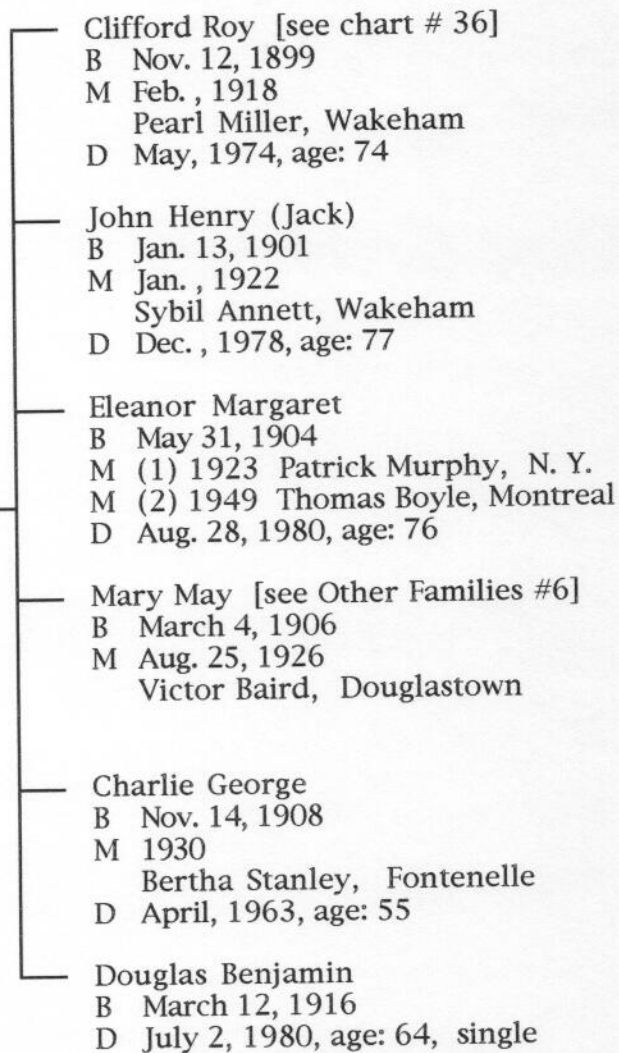 Clifford Roy [see chart # 36]
B Nov. 12, 1899
M Feb. , 1918
Pearl Miller, Wakeham
D May, 1974, age: 74
John Henry (Jack)
B Jan. 13, 1901
M Jan. , 1922
Sybil Annett, Wakeham
D Dec. , 1978, age: 77
Eleanor Margaret
B May 31, 1904
M (1) 1923 Patrick Murphy, N. Y.
M (2) 1949 Thomas Boyle, Montreal
D Aug. 28, 1980, age: 76
Mary May [see Other Families #6]
B March 4, 1906
M Aug. 25, 1926
Victor Baird, Douglastown
Charlie George
B Nov. 14, 1908
M 1930
Bertha Stanley, Fontenelle
D April, 1963, age: 55
Douglas Benjamin
B March 12, 1916
D July 2, 1980, age: 64, single